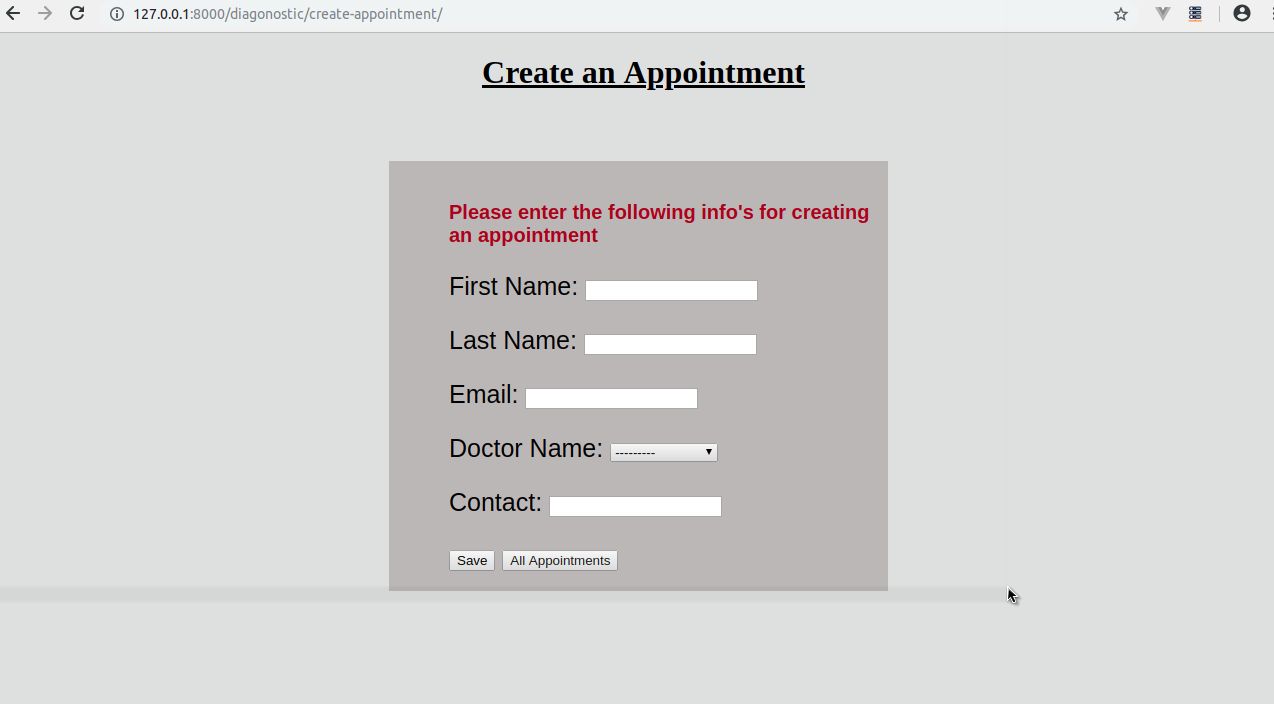 127.0.0.1:8000/diagonostic/create-appointment/
Create an Appointment
Please enter the following info's for creating
an appointment
First Name:
Last Name:
Email:
Doctor Name: ---------
Contact:
Save All Appointments